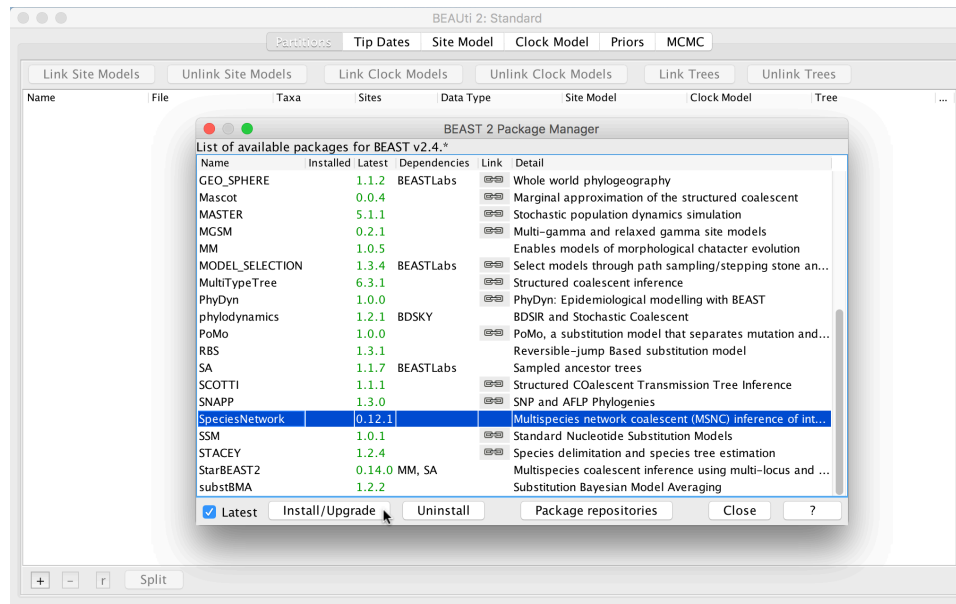 BEAUti 2: Standard
Partitions Tip Dates Site Model Clock Model Priors MCMC
Link Site Models Unlink Site Models Link Clock Models Unlink Clock Models Link Trees Unlink Trees
Name File Taxa Sites Data Type Site Model Clock Model Tree ...
BEAST 2 Package Manager
List of available packages for BEAST v2.4.*
Name Installed Latest Dependencies Link Detail
GEO_SPHERE 1.1.2 BEASTLabs Whole world phylogeography
Mascot 0.0.4 Marginal approximation of the structured coalescent
MASTER 5.1.1 Stochastic population dynamics simulation
MGSM 0.2.1 Multi-gamma and relaxed gamma site models
MM 1.0.5 Enables models of morphological chatacter evolution
MODEL_SELECTION 1.3.4 BEASTLabs Select models through path sampling/stepping stone an...
MultiTypeTree 6.3.1 Structured coalescent inference
PhyDyn 1.0.0 PhyDyn: Epidemiological modelling with BEAST
phylodynamics 1.2.1 BDSKY BDSIR and Stochastic Coalescent
PoMo 1.0.0 PoMo, a substitution model that separates mutation and...
RBS 1.3.1 Reversible-jump Based substitution model
SA 1.1.7 BEASTLabs Sampled ancestor trees
SCOTTI 1.1.1 Structured COalescent Transmission Tree Inference
SNAPP 1.3.0 SNP and AFLP Phylogenies
SpeciesNetwork 0.12.1 Multispecies network coalescent (MSNC) inference of int...
SSM 1.0.1 Standard Nucleotide Substitution Models
STACEY 1.2.4 Species delimitation and species tree estimation
StarBEAST2 0.14.0 MM, SA Multispecies coalescent inference using multi-locus and ...
substBMA 1.2.2 Substitution Bayesian Model Averaging
Latest Install/Upgrade Uninstall Package repositories Close ?
+ - r Split